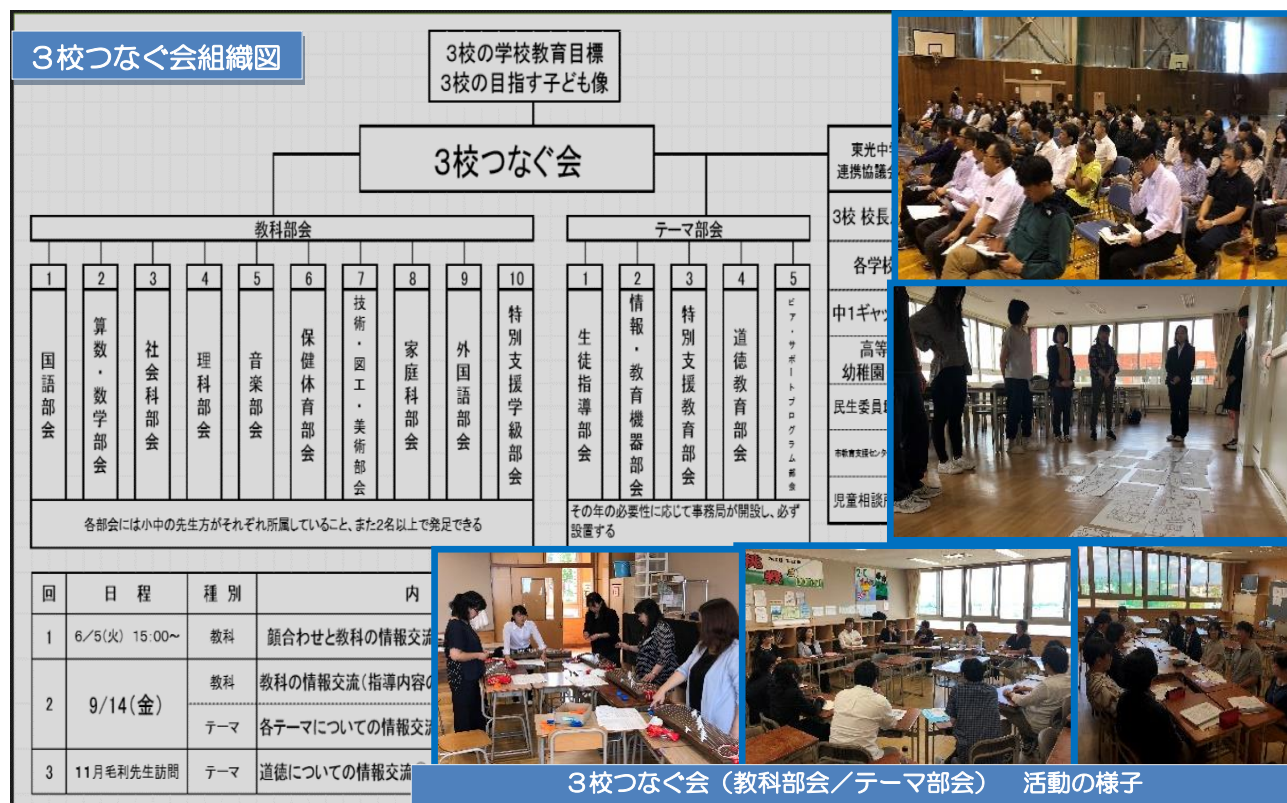 3校つなぐ会組織図
3校の学校教育目標
3校の目指す子ども像
3校つなぐ会
教科部会
1 国語部会
2 算数・数学部会
3 社会科部会
4 理科部会
5 音楽部会
6 保健体育部会
7 技術・図工・美術部会
8 家庭科部会
9 外国語部会
10 特別支援学級部会
各部会には小中の先生方がそれぞれ所属していること、また2名以上で発足できる
テーマ部会
1 生徒指導部会
2 情報・教育機器部会
3 特別支援教育部会
4 道徳教育部会
5 ピア・サポートプログラム部会
その年の必要性に応じて事務局が開設し、必ず
設置する
東光中
連携協議会
3校 校長
各学校
中1ギャッ
高等
幼稚園
民生委員
市教育支援センタ
児童相談所
回 日程 種別 内
1 6/5(火) 15:00~ 教科 顔合わせと教科の情報交流
2 9/14(金) 教科 教科の情報交流(指導内容の
テーマ 各テーマについての情報交流
3 11月毛利先生訪問 テーマ 道徳についての情報交流
3校つなぐ会(教科部会/テーマ部会) 活動の様子